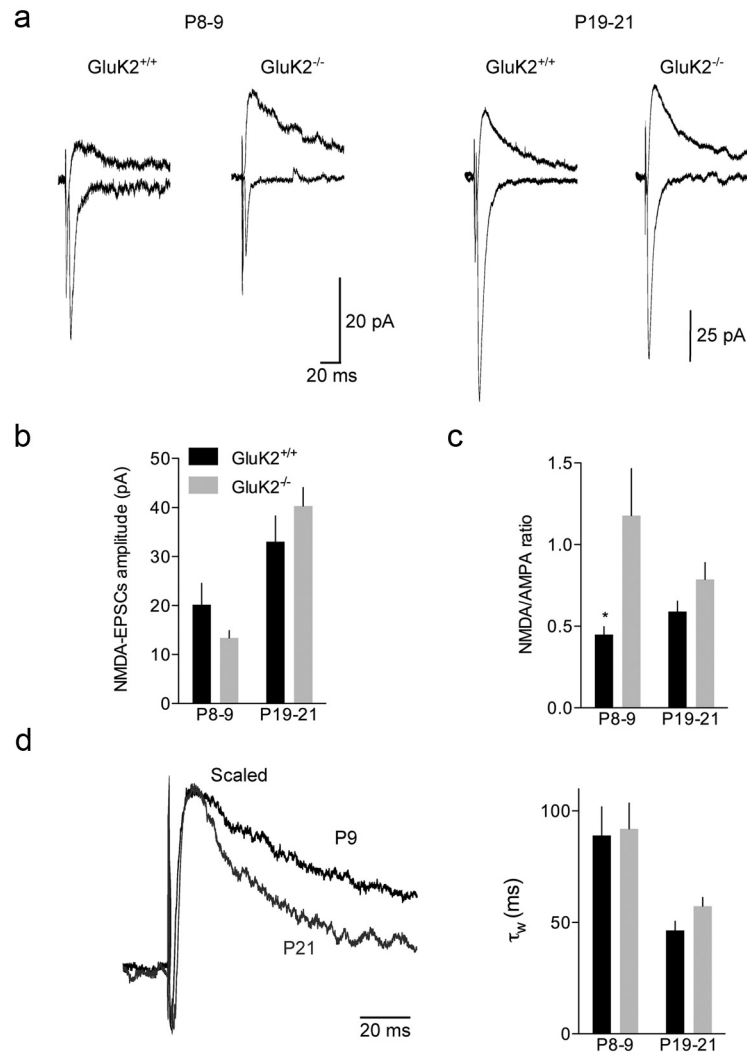 a
P8-9
P19-21
GluK2+/+
GluK2-/-
GluK2+/+
GluK2-/-
20 pA
20 ms
25 pA
b
GluK2+/+
GluK2-/-
NMDA-EPSCs amplitude (pA)
50
40
30
20
10
0
P8-9
P19-21
c
NMDA/AMPA ratio
1.5
1.0
0.5
0.0
*
P8-9
P19-21
d
Scaled
P9
P21
20 ms
τw (ms)
100
50
0
P8-9
P19-21